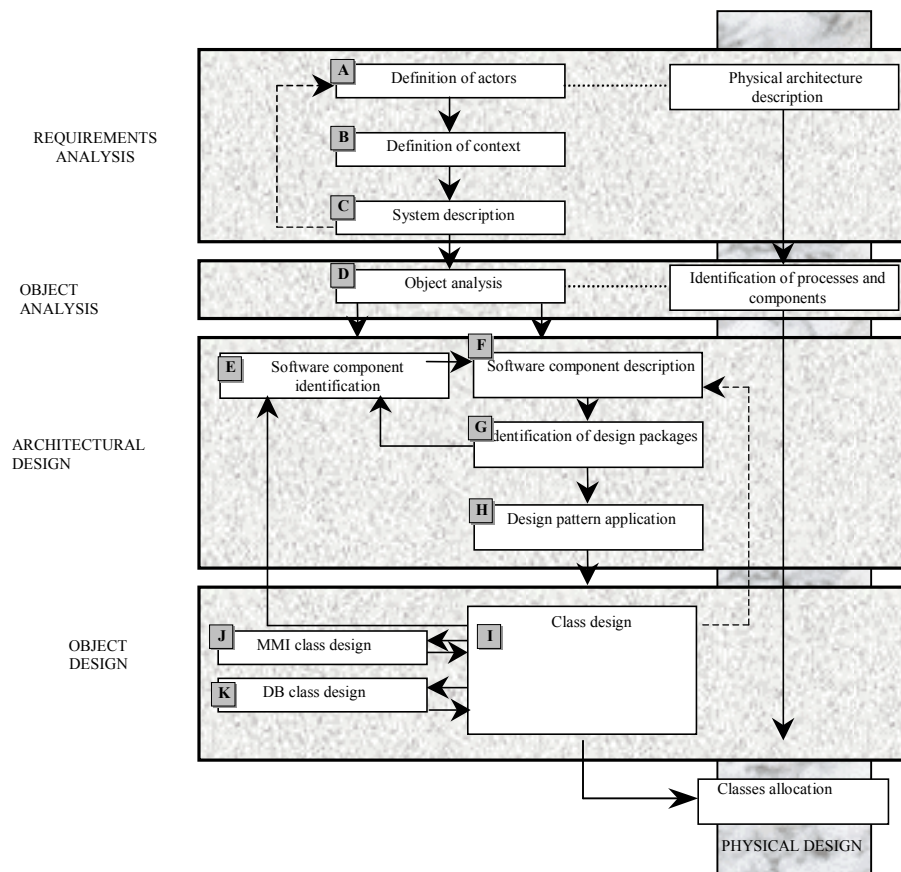 A
Definition of actors
Physical architecture
description
REQUIREMENTS
ANALYSIS
B
Definition of context
C
System description
OBJECT
ANALYSIS
D
Object analysis
Identification of processes and
components
ARCHITECTURAL
DESIGN
E
Software component
identification
F
Software component description
G
Identification of design packages
H
Design pattern application
OBJECT
DESIGN
I
Class design
J
MMI class design
K
DB class design
Classes allocation
PHYSICAL DESIGN